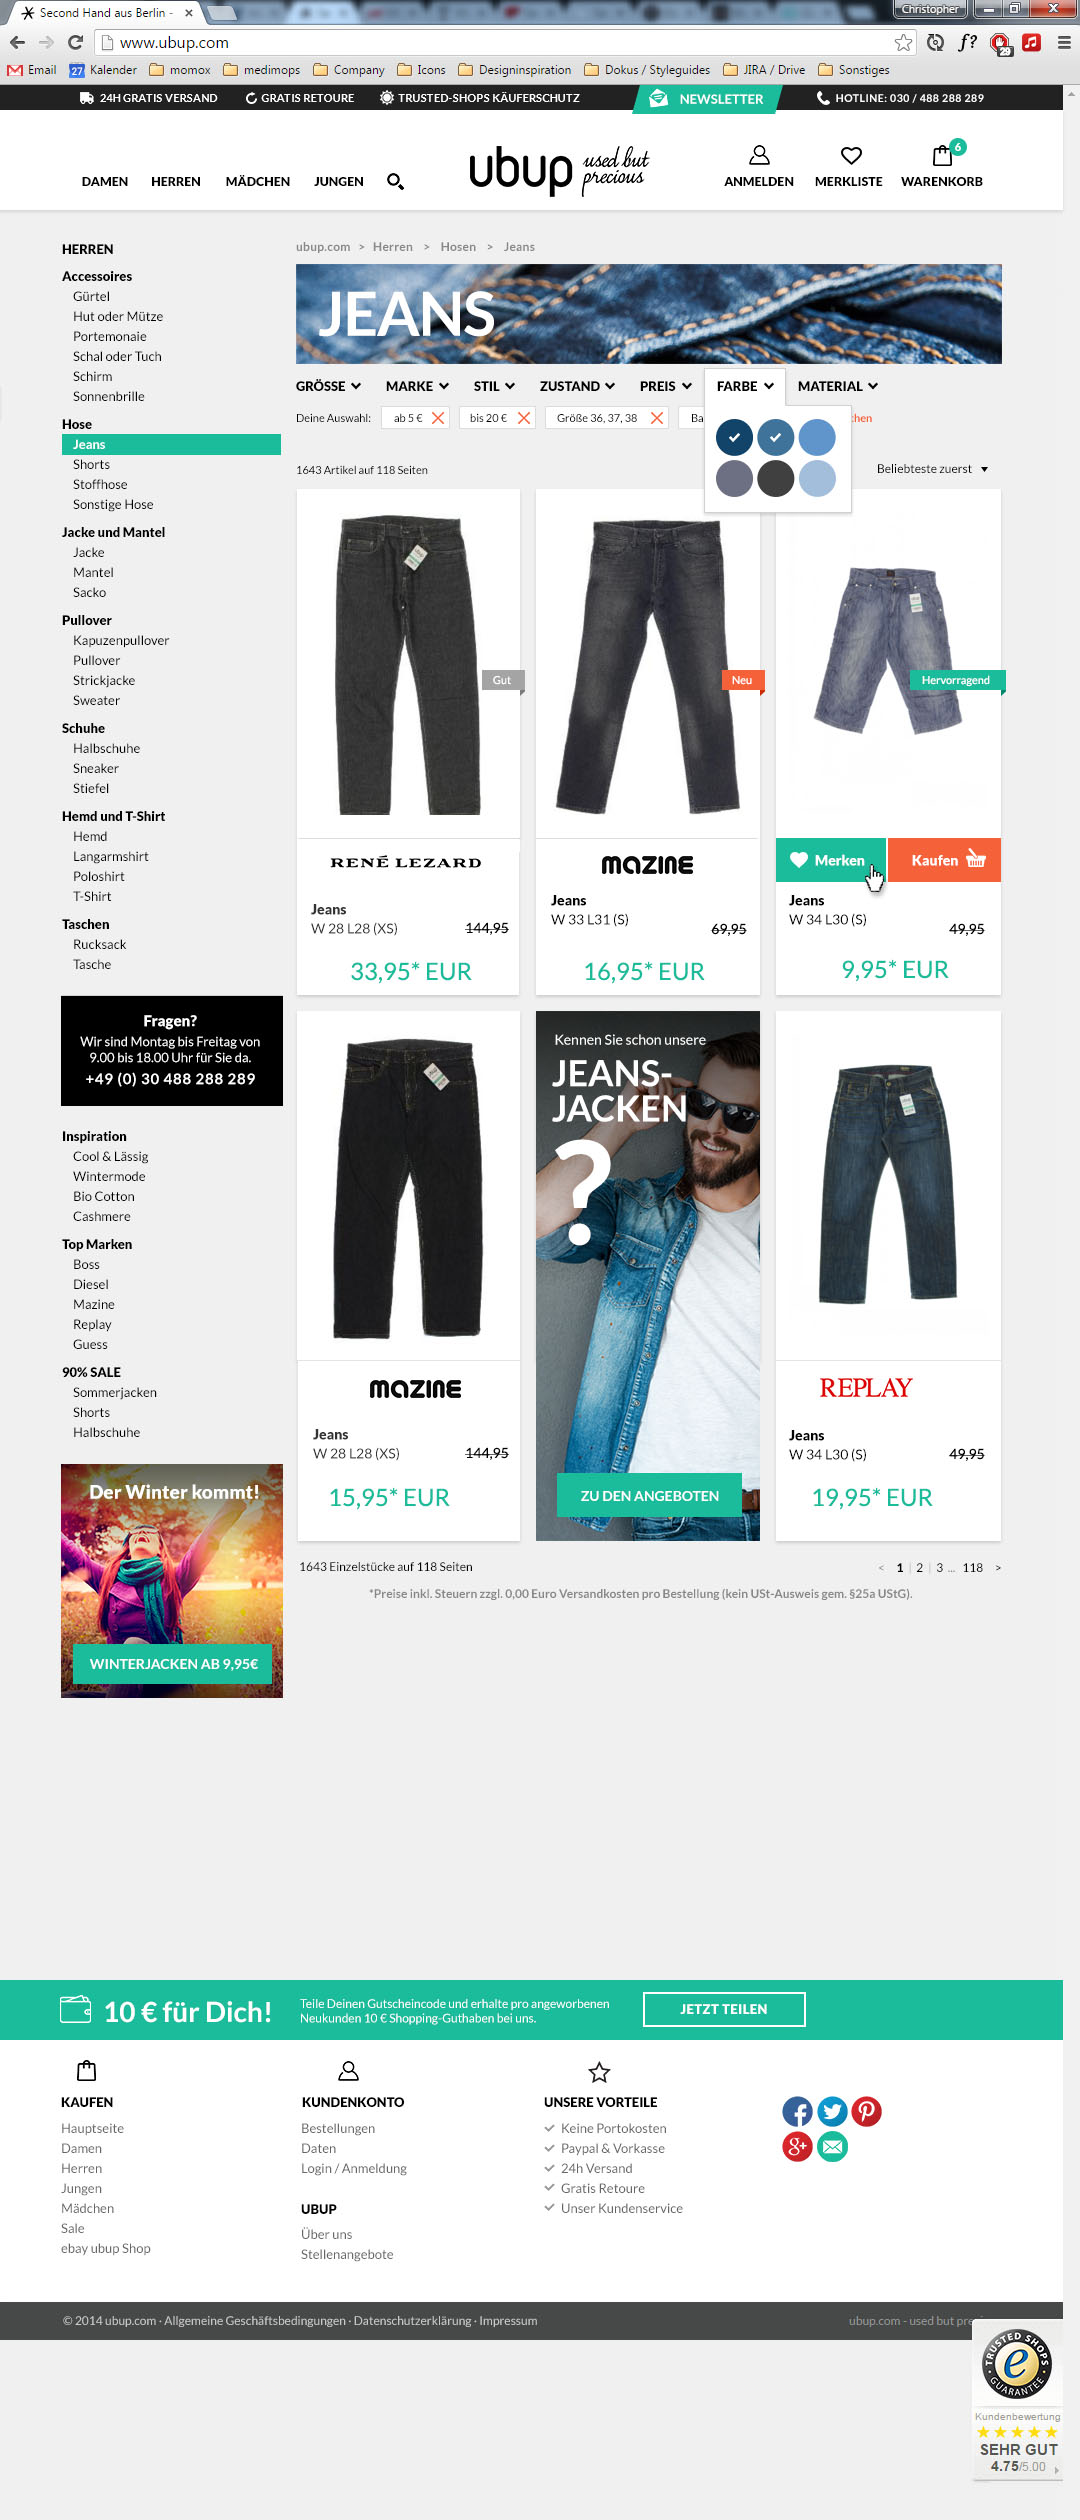 Second Hand aus Berlin -
Christopher
www.ubup.com
f?
29
Email
27
Kalender
momox
medimops
Company
Icons
Designinspiration
Dokus / Styleguides
JIRA / Drive
Sonstiges
24H GRATIS VERSAND
GRATIS RETOURE
TRUSTED-SHOPS KÄUFERSCHUTZ
NEWSLETTER
HOTLINE: 030 / 488 288 289
DAMEN
HERREN
MÄDCHEN
JUNGEN
ubup used but precious
ANMELDEN
MERKLISTE
6
WARENKORB
HERREN
Accessoires
Gürtel
Hut oder Mütze
Portemonaie
Schal oder Tuch
Schirm
Sonnenbrille
Hose
Jeans
Shorts
Stoffhose
Sonstige Hose
Jacke und Mantel
Jacke
Mantel
Sacko
Pullover
Kapuzenpullover
Pullover
Strickjacke
Sweater
Schuhe
Halbschuhe
Sneaker
Stiefel
Hemd und T-Shirt
Hemd
Langarmshirt
Poloshirt
T-Shirt
Taschen
Rucksack
Tasche
Fragen?
Wir sind Montag bis Freitag von
9.00 bis 18.00 Uhr für Sie da.
+49 (0) 30 488 288 289
Inspiration
Cool & Lässig
Wintermode
Bio Cotton
Cashmere
Top Marken
Boss
Diesel
Mazine
Replay
Guess
90% SALE
Sommerjacken
Shorts
Halbschuhe
Der Winter kommt!
WINTERJACKEN AB 9,95€
ubup.com > Herren > Hosen > Jeans
JEANS
GRÖSSE
MARKE
STIL
ZUSTAND
PREIS
FARBE
MATERIAL
Deine Auswahl:
ab 5 €
bis 20 €
Größe 36, 37, 38
Ba
chen
1643 Artikel auf 118 Seiten
Beliebteste zuerst
Gut
RENÉ LEZARD
Jeans
W 28 L28 (XS)
144,95
33,95* EUR
Neu
mazine
Jeans
W 33 L31 (S)
69,95
16,95* EUR
Hervorragend
Merken
Kaufen
Jeans
W 34 L30 (S)
49,95
9,95* EUR
mazine
Jeans
W 28 L28 (XS)
144,95
15,95* EUR
Kennen Sie schon unsere
JEANS-
JACKEN
?
ZU DEN ANGEBOTEN
REPLAY
Jeans
W 34 L30 (S)
49,95
19,95* EUR
1643 Einzelstücke auf 118 Seiten
< 1 | 2 | 3 ... 118 >
*Preise inkl. Steuern zzgl. 0,00 Euro Versandkosten pro Bestellung (kein USt-Ausweis gem. §25a UStG).
10 € für Dich!
Teile Deinen Gutscheincode und erhalte pro angeworbenen
Neukunden 10 € Shopping-Guthaben bei uns.
JETZT TEILEN
KAUFEN
Hauptseite
Damen
Herren
Jungen
Mädchen
Sale
ebay ubup Shop
KUNDENKONTO
Bestellungen
Daten
Login / Anmeldung
UBUP
Über uns
Stellenangebote
UNSERE VORTEILE
Keine Portokosten
Paypal & Vorkasse
24h Versand
Gratis Retoure
Unser Kundenservice
© 2014 ubup.com · Allgemeine Geschäftsbedingungen · Datenschutzerklärung · Impressum
ubup.com - used but pre
TRUSTED SHOPS
e
GUARANTEE
Kundenbewertung
SEHR GUT
4.75/5.00